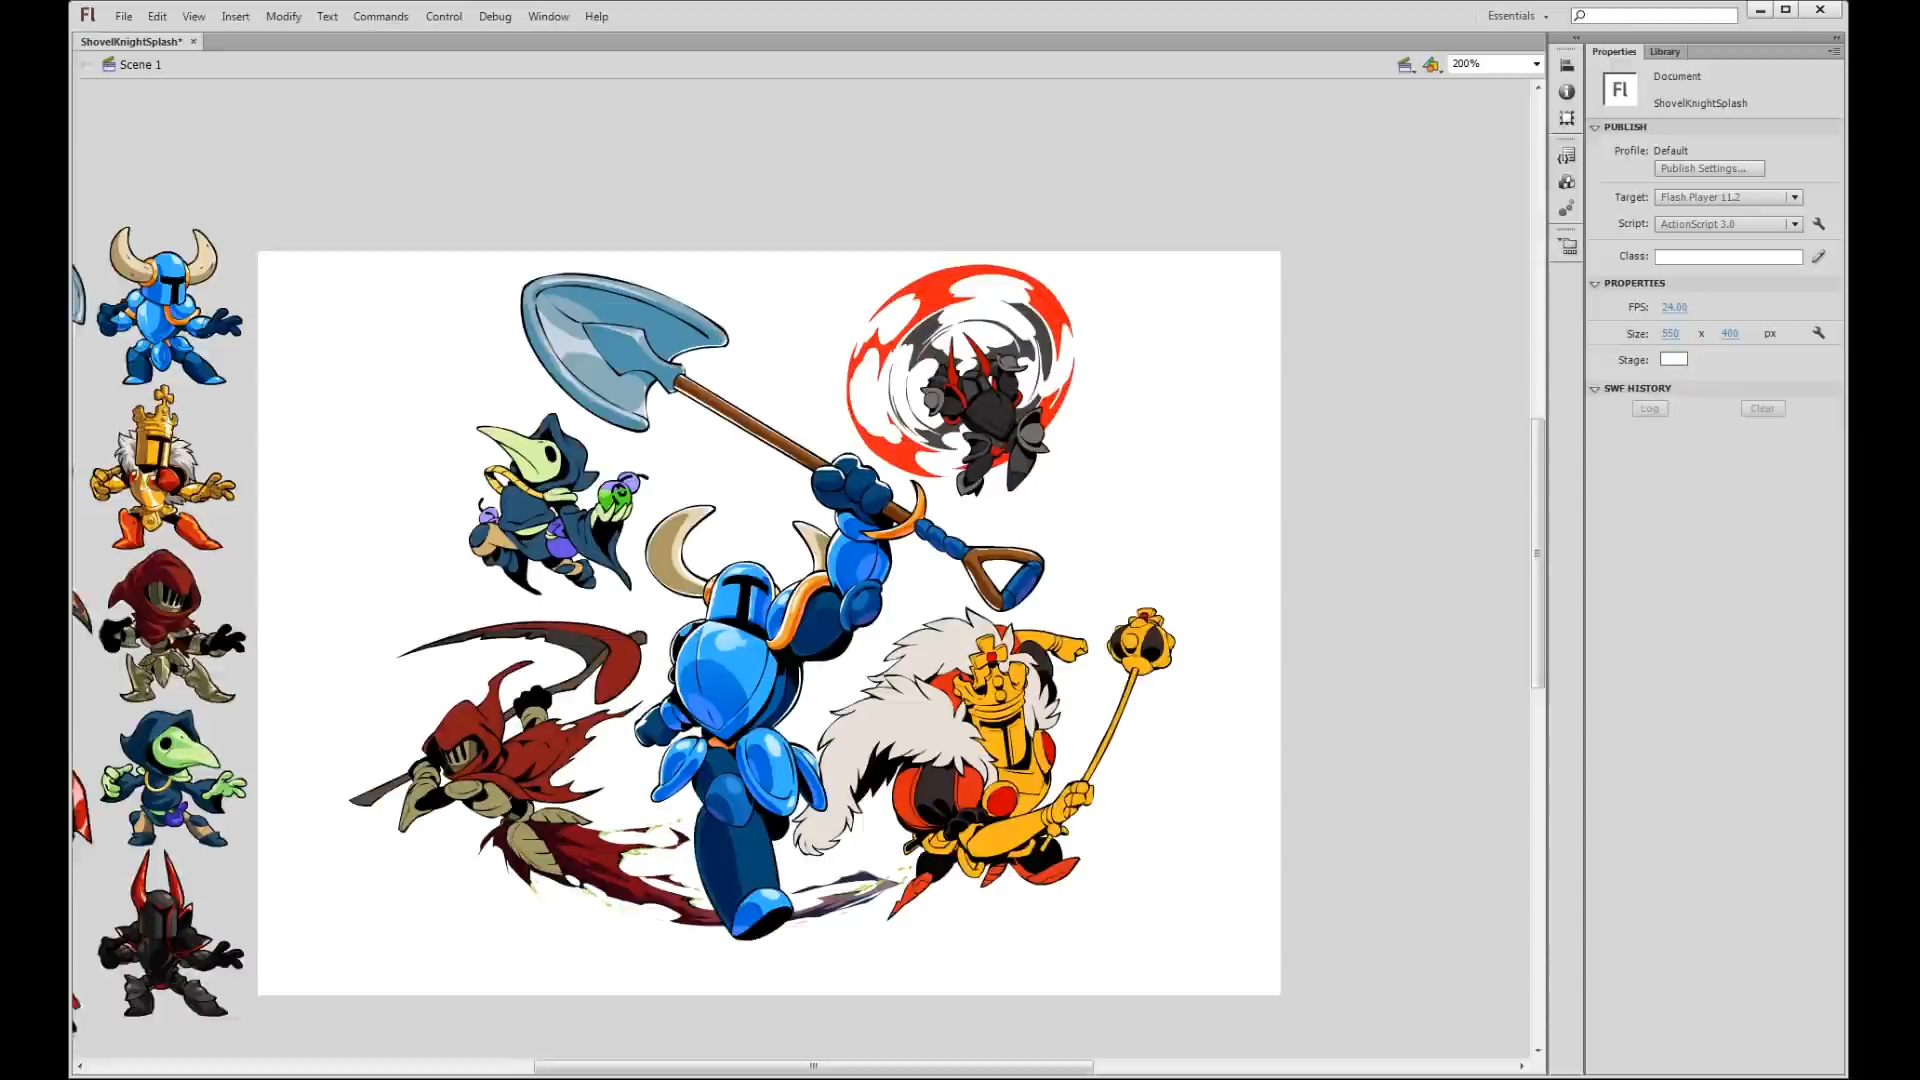 Fl File Edit View Insert Modify Text Commands Control Debug Window Help Essentials
ShovelKnightSplash* ×
Scene 1 200%
Properties Library
Fl Document
ShovelKnightSplash
PUBLISH
Profile: Default
Publish Settings...
Target: Flash Player 11.2
Script: ActionScript 3.0
Class:
PROPERTIES
FPS: 24.00
Size: 550 x 400 px
Stage:
SWF HISTORY
Log Clear